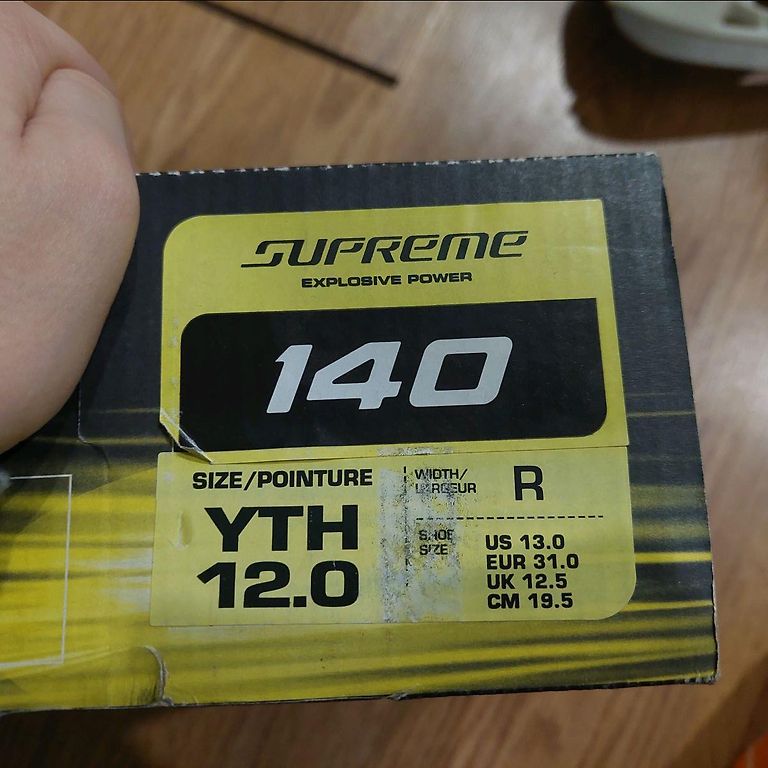 SUPREME
EXPLOSIVE POWER
140
SIZE/POINTURE
YTH
12.0
WIDTH/
LARGEUR
R
SHOE
SIZE
US 13.0
EUR 31.0
UK 12.5
CM 19.5